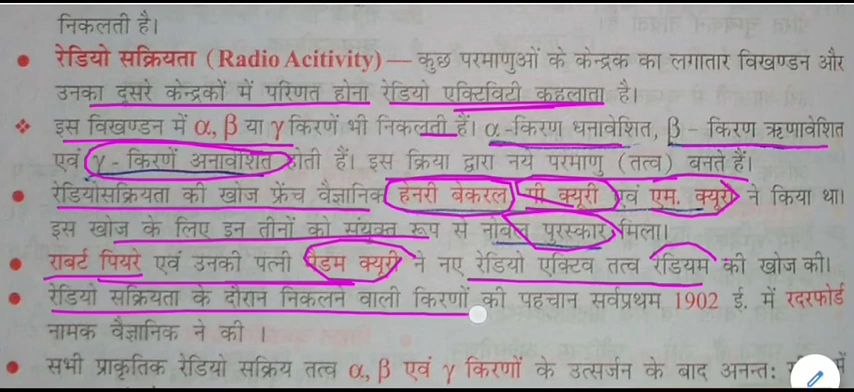 निकलती है।
रेडियो सक्रियता (Radio Acitivity) — कुछ परमाणुओं के केन्द्रक का लगातार विखण्डन और
उनका दूसरे केन्द्रकों में परिणत होना रेडियो एक्टिविटी कहलाता है।
इस विखण्डन में α, β या γ किरणें भी निकलती हैं। α-किरण धनावेशित, β - किरण ऋणावेशित
एवं γ - किरणें अनावेशित होती हैं। इस क्रिया द्वारा नये परमाणु (तत्व) बनते हैं।
रेडियोसक्रियता की खोज फ्रेंच वैज्ञानिक हेनरी बेकरल, पी क्यूरी एवं एम. क्यूरी ने किया था।
इस खोज के लिए इन तीनों को संयुक्त रूप से नोबेल पुरस्कार मिला।
राबर्ट पियरे एवं उनकी पत्नी मैडम क्यूरी ने नए रेडियो एक्टिव तत्व रेडियम की खोज की।
रेडियो सक्रियता के दौरान निकलने वाली किरणों की पहचान सर्वप्रथम 1902 ई. में रदरफोर्ड
नामक वैज्ञानिक ने की ।
सभी प्राकृतिक रेडियो सक्रिय तत्व α, β एवं γ किरणों के उत्सर्जन के बाद अनन्त: में